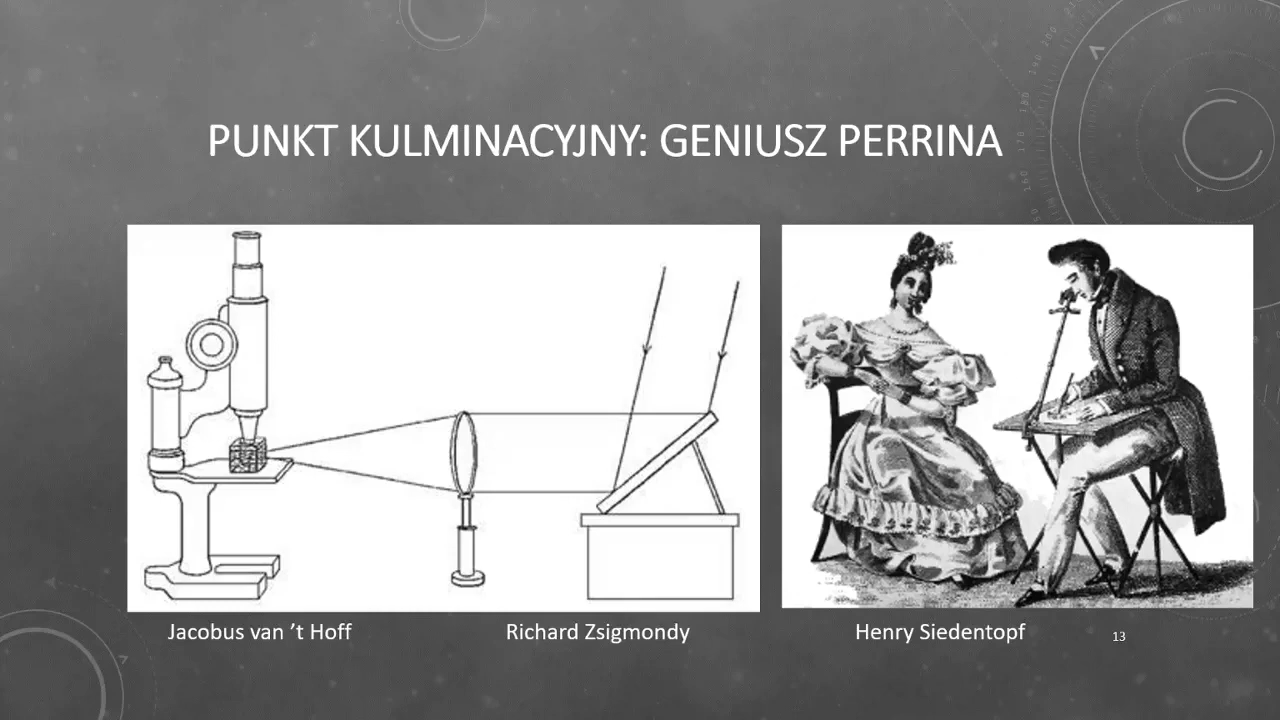 PUNKT KULMINACYJNY: GENIUSZ PERRINA
Jacobus van ’t Hoff
Richard Zsigmondy
Henry Siedentopf
13